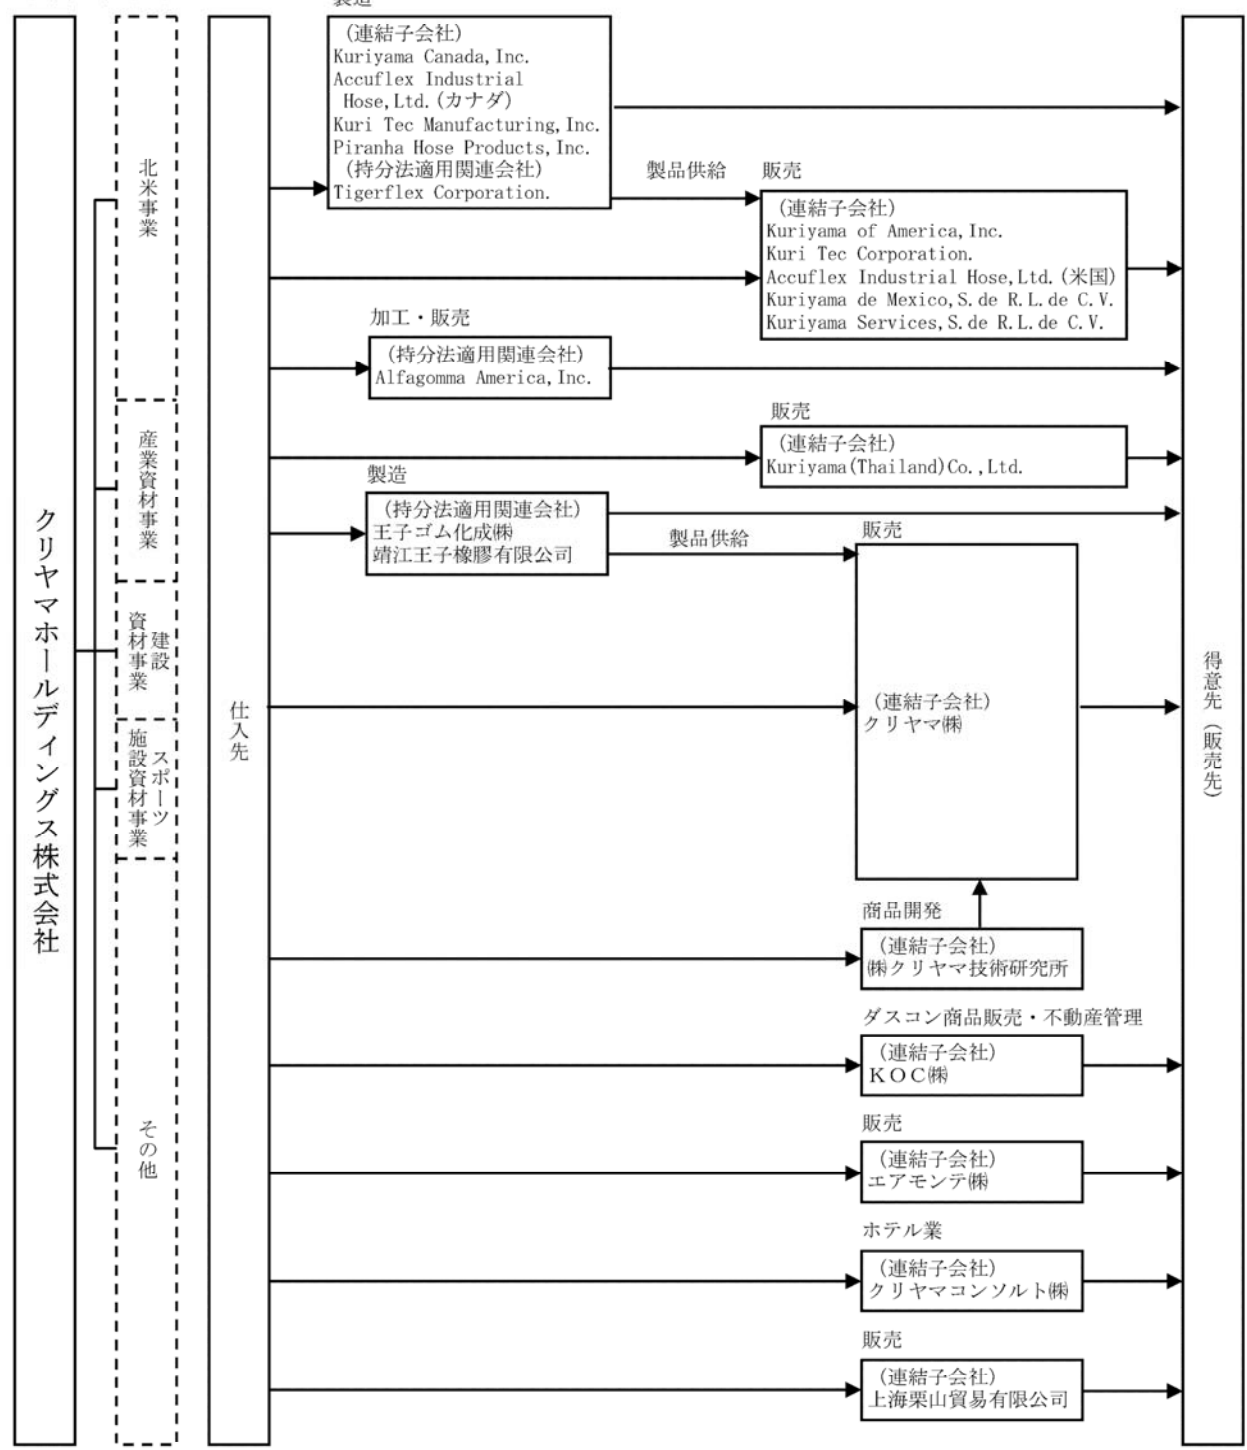 製造
（連結子会社）
Kuriyama Canada,Inc.
Accuflex Industrial
Hose,Ltd.(カナダ)
Kuri Tec Manufacturing,Inc.
Piranha Hose Products,Inc.
（持分法適用関連会社）
Tigerflex Corporation.
製品供給
販売
（連結子会社）
Kuriyama of America,Inc.
Kuri Tec Corporation.
Accuflex Industrial Hose,Ltd.(米国)
Kuriyama de Mexico,S.de R.L.de C.V.
Kuriyama Services,S.de R.L.de C.V.
加工・販売
（持分法適用関連会社）
Alfagomma America,Inc.
販売
（連結子会社）
Kuriyama(Thailand)Co.,Ltd.
製造
（持分法適用関連会社）
王子ゴム化成㈱
靖江王子橡膠有限公司
製品供給
販売
（連結子会社）
クリヤマ㈱
商品開発
（連結子会社）
㈱クリヤマ技術研究所
ダスコン商品販売・不動産管理
（連結子会社）
ＫＯＣ㈱
販売
（連結子会社）
エアモンテ㈱
ホテル業
（連結子会社）
クリヤマコンソルト㈱
販売
（連結子会社）
上海栗山貿易有限公司
クリヤマホールディングス株式会社
北米事業
産業資材事業
建設
資材事業
スポーツ
施設資材事業
その他
仕入先
得意先（販売先）